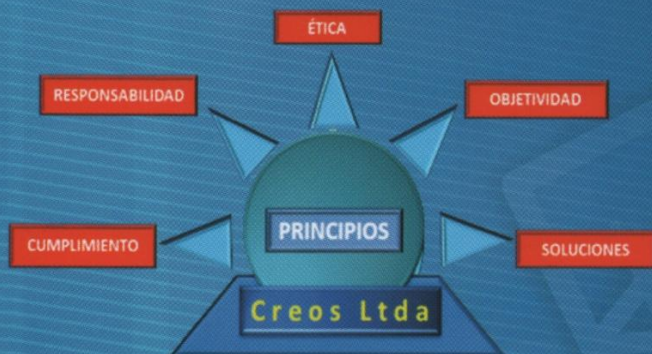 ÉTICA
RESPONSABILIDAD
OBJETIVIDAD
CUMPLIMIENTO
PRINCIPIOS
SOLUCIONES
Creos Ltda